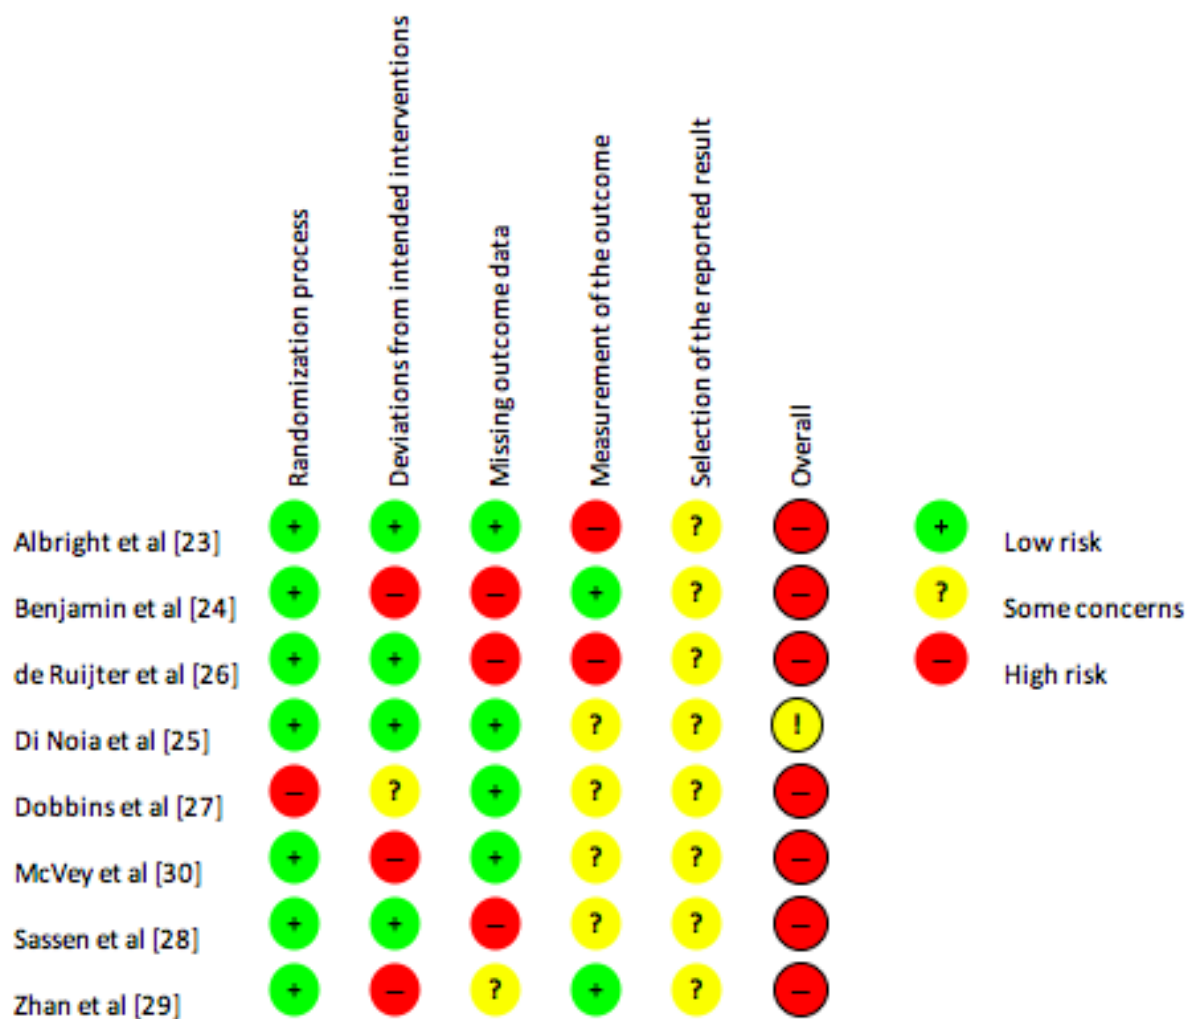 Randomization process
Deviations from intended interventions
Missing outcome data
Measurement of the outcome
Selection of the reported result
Overall
Albright et al [23] + + + – ? – + Low risk
Benjamin et al [24] + – – + ? – ? Some concerns
de Ruijter et al [26] + + – – ? – – High risk
Di Noia et al [25] + + + ? ? !
Dobbins et al [27] – ? + ? ? –
McVey et al [30] + – + ? ? –
Sassen et al [28] + + – ? ? –
Zhan et al [29] + – ? + ? –